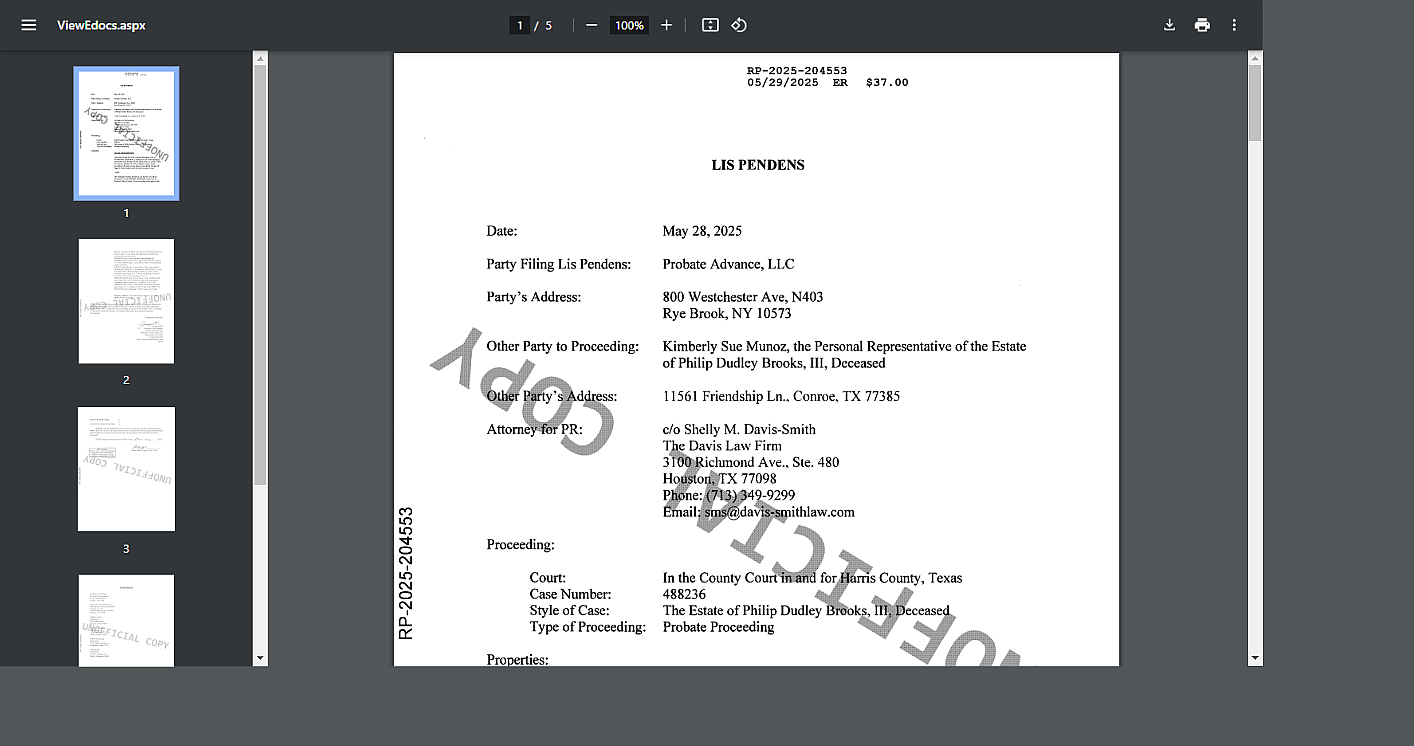 ViewEdocs.aspx
1 / 5
100%
1
2
3
RP-2025-204553
05/29/2025 ER $37.00
LIS PENDENS
Date: May 28, 2025
Party Filing Lis Pendens: Probate Advance, LLC
Party's Address: 800 Westchester Ave, N403
Rye Brook, NY 10573
Other Party to Proceeding: Kimberly Sue Munoz, the Personal Representative of the Estate
of Philip Dudley Brooks, III, Deceased
Other Party's Address: 11561 Friendship Ln., Conroe, TX 77385
Attorney for PR: c/o Shelly M. Davis-Smith
The Davis Law Firm
3100 Richmond Ave., Ste. 480
Houston, TX 77098
Phone: (713) 349-9299
Email: sms@davis-smithlaw.com
Proceeding:
Court: In the County Court in and for Harris County, Texas
Case Number: 488236
Style of Case: The Estate of Philip Dudley Brooks, III, Deceased
Type of Proceeding: Probate Proceeding
Properties:
RP-2025-204553
UNOFFICIAL COPY